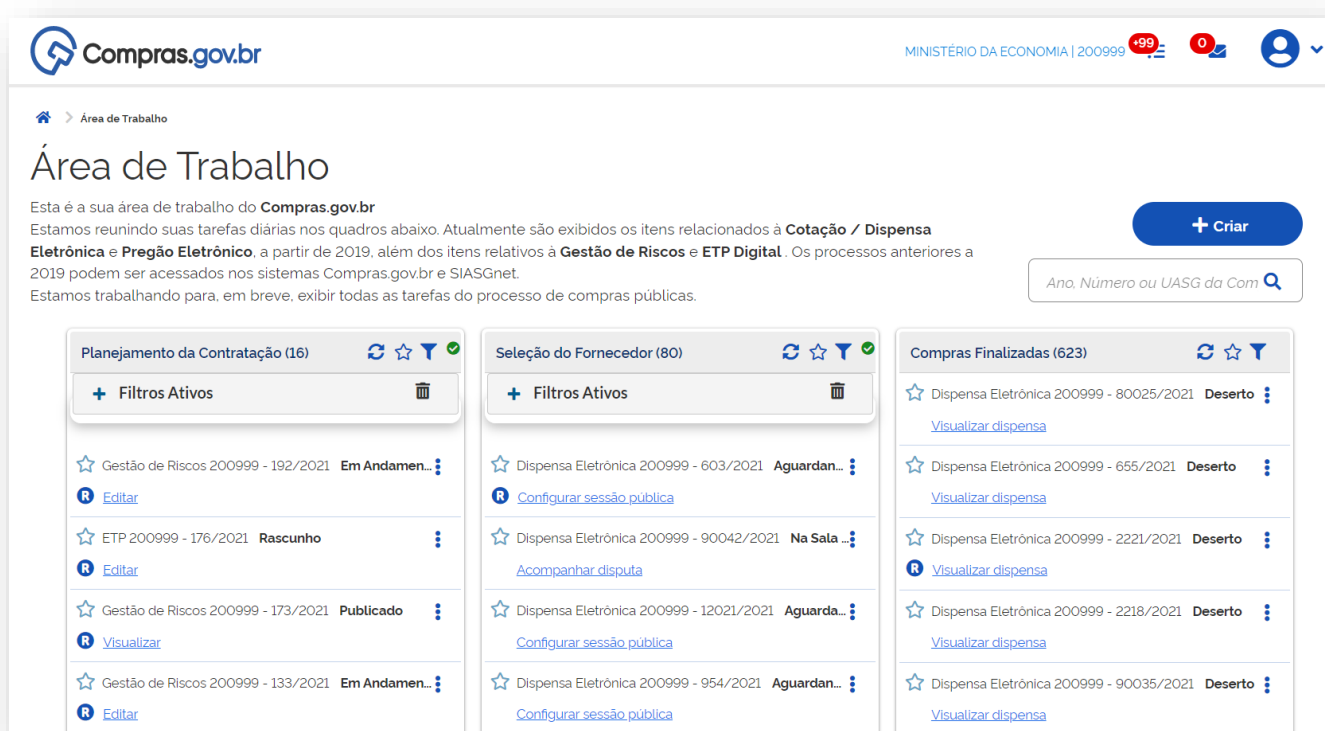 Compras.gov.br
MINISTÉRIO DA ECONOMIA | 200999
+99
0
Área de Trabalho
Área de Trabalho
Esta é a sua área de trabalho do Compras.gov.br
Estamos reunindo suas tarefas diárias nos quadros abaixo. Atualmente são exibidos os itens relacionados à Cotação / Dispensa
Eletrônica e Pregão Eletrônico, a partir de 2019, além dos itens relativos à Gestão de Riscos e ETP Digital . Os processos anteriores a
2019 podem ser acessados nos sistemas Compras.gov.br e SIASGnet.
Estamos trabalhando para, em breve, exibir todas as tarefas do processo de compras públicas.
+ Criar
Ano, Número ou UASG da Com
Planejamento da Contratação (16)
+ Filtros Ativos
Gestão de Riscos 200999 - 192/2021 Em Andamen...
R Editar
ETP 200999 - 176/2021 Rascunho
R Editar
Gestão de Riscos 200999 - 173/2021 Publicado
R Visualizar
Gestão de Riscos 200999 - 133/2021 Em Andamen...
R Editar
Seleção do Fornecedor (80)
+ Filtros Ativos
Dispensa Eletrônica 200999 - 603/2021 Aguardan...
R Configurar sessão pública
Dispensa Eletrônica 200999 - 90042/2021 Na Sala ...
Acompanhar disputa
Dispensa Eletrônica 200999 - 12021/2021 Aguarda...
Configurar sessão pública
Dispensa Eletrônica 200999 - 954/2021 Aguardan...
Configurar sessão pública
Compras Finalizadas (623)
Dispensa Eletrônica 200999 - 80025/2021 Deserto
Visualizar dispensa
Dispensa Eletrônica 200999 - 655/2021 Deserto
Visualizar dispensa
Dispensa Eletrônica 200999 - 2221/2021 Deserto
R Visualizar dispensa
Dispensa Eletrônica 200999 - 2218/2021 Deserto
Visualizar dispensa
Dispensa Eletrônica 200999 - 90035/2021 Deserto
Visualizar dispensa